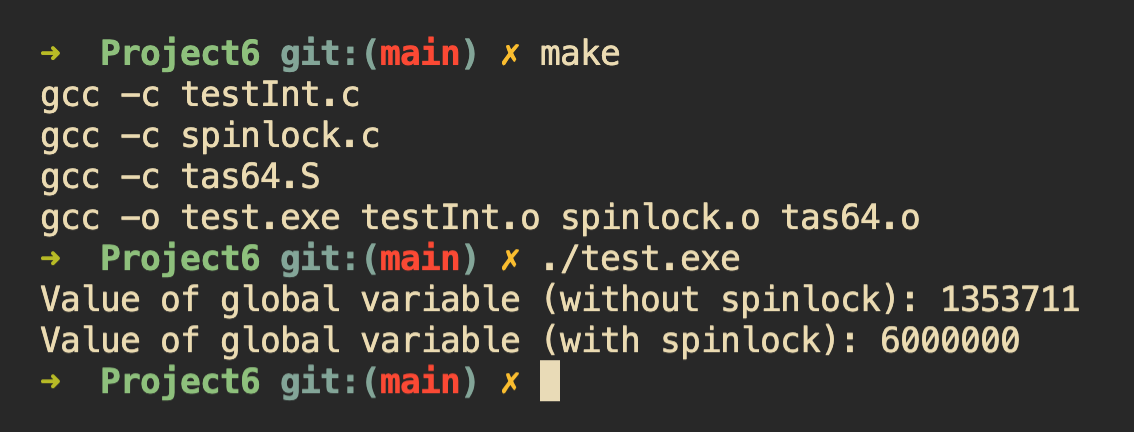 ➜  Project6 git:(main) ✗ make
gcc -c testInt.c
gcc -c spinlock.c
gcc -c tas64.S
gcc -o test.exe testInt.o spinlock.o tas64.o
➜  Project6 git:(main) ✗ ./test.exe
Value of global variable (without spinlock): 1353711
Value of global variable (with spinlock): 6000000
➜  Project6 git:(main) ✗